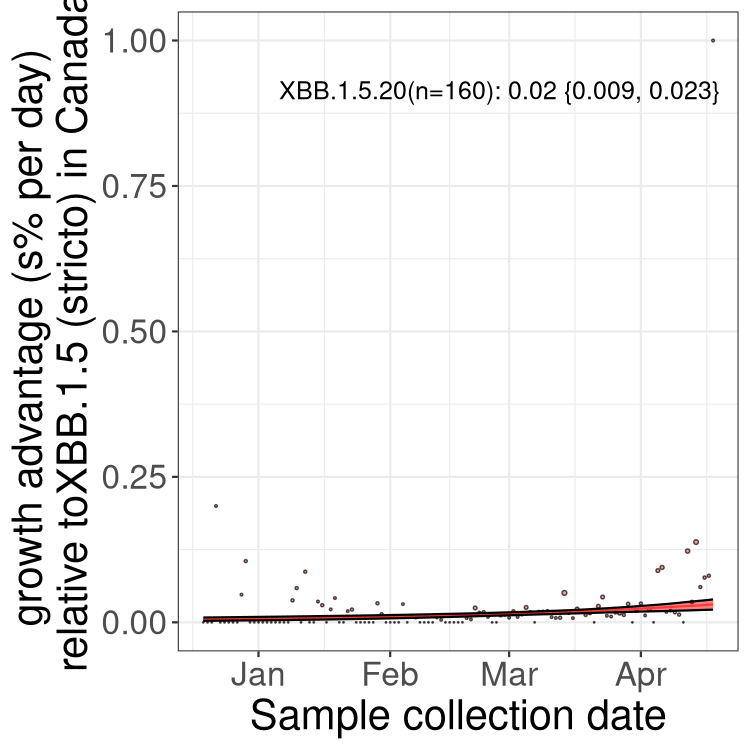 growth advantage (s% per day)
relative toXBB.1.5 (stricto) in Canada
1.00
0.75
0.50
0.25
0.00
XBB.1.5.20(n=160): 0.02 {0.009, 0.023}
Jan Feb Mar Apr
Sample collection date